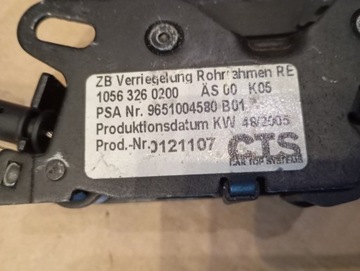 ZB Verriegelung Rohrrahmen RE
1056 326 0200 ÄS 00 K05
PSA Nr. 9651004580 B01
Produktionsdatum KW 48/2005
Prod.-Nr. 0121107 CTS
CAR TOP SYSTEMS